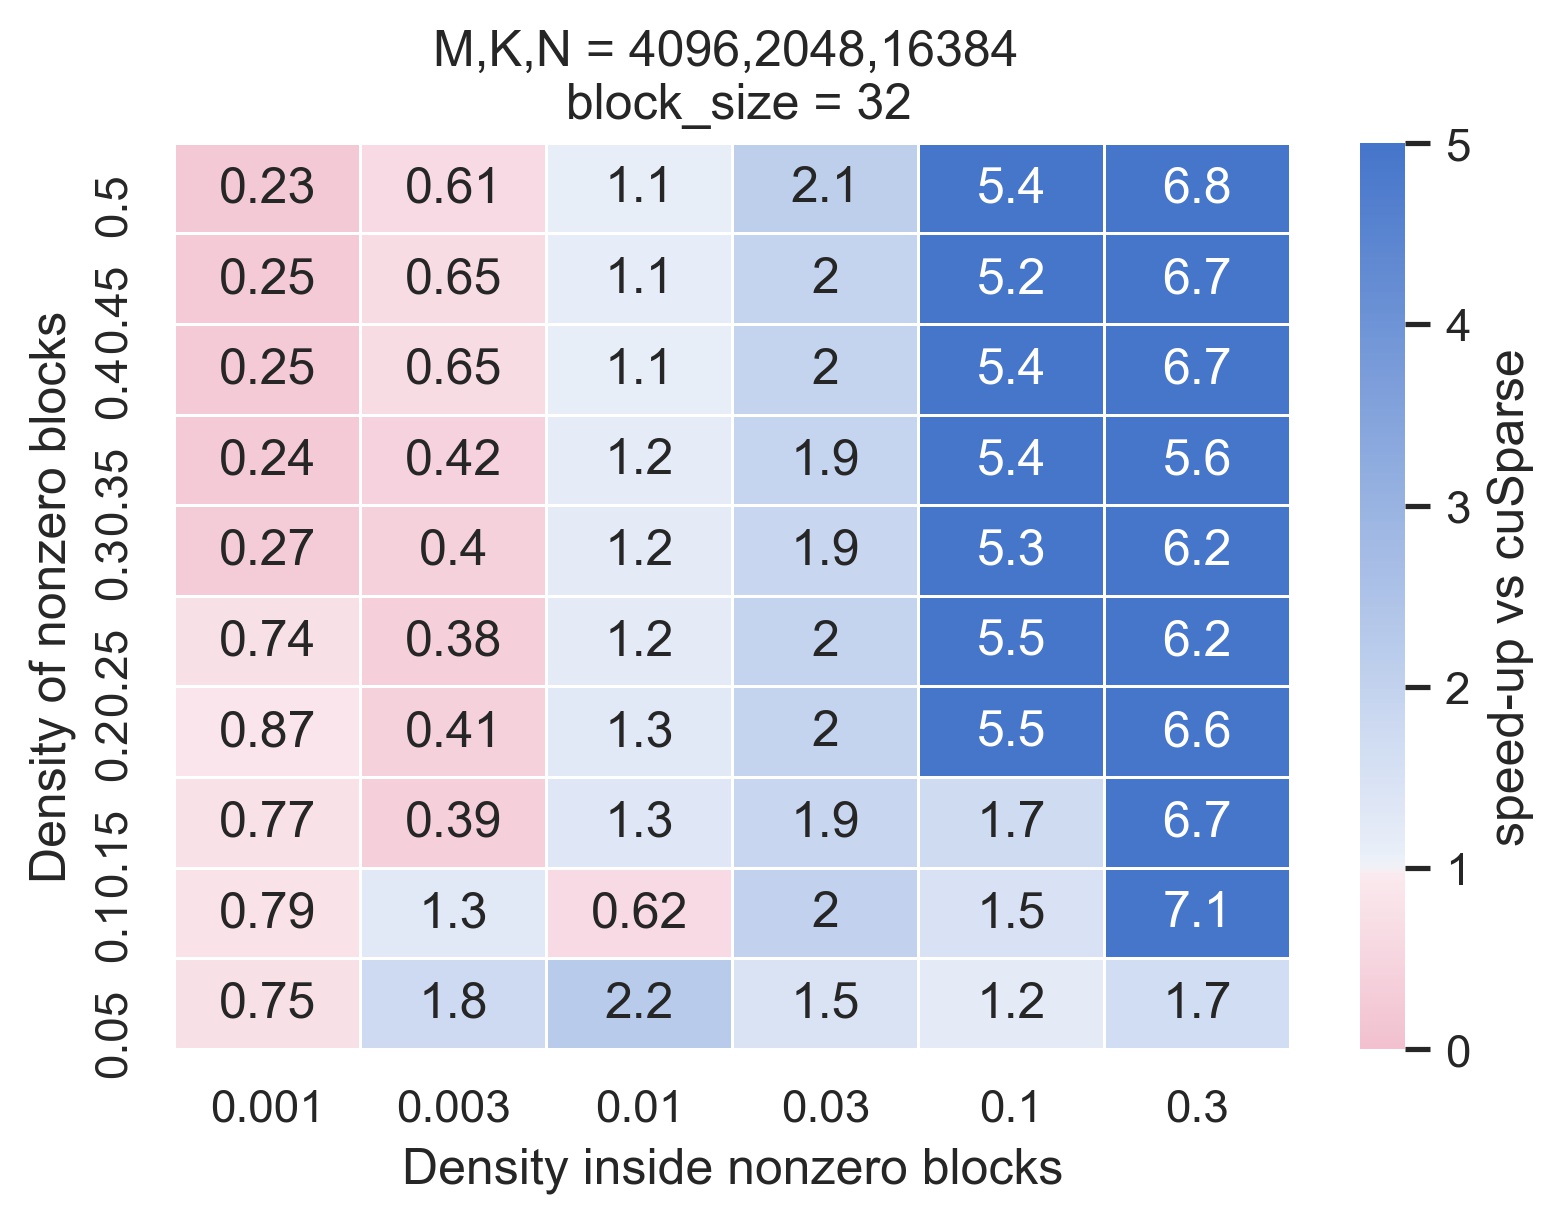 M,K,N = 4096,2048,16384
block_size = 32
Density of nonzero blocks
0.5 0.23 0.61 1.1 2.1 5.4 6.8
0.45 0.25 0.65 1.1 2 5.2 6.7
0.4 0.25 0.65 1.1 2 5.4 6.7
0.35 0.24 0.42 1.2 1.9 5.4 5.6
0.3 0.27 0.4 1.2 1.9 5.3 6.2
0.25 0.74 0.38 1.2 2 5.5 6.2
0.2 0.87 0.41 1.3 2 5.5 6.6
0.15 0.77 0.39 1.3 1.9 1.7 6.7
0.1 0.79 1.3 0.62 2 1.5 7.1
0.05 0.75 1.8 2.2 1.5 1.2 1.7
0.001 0.003 0.01 0.03 0.1 0.3
Density inside nonzero blocks
5
4
3
2
1
0
speed-up vs cuSparse